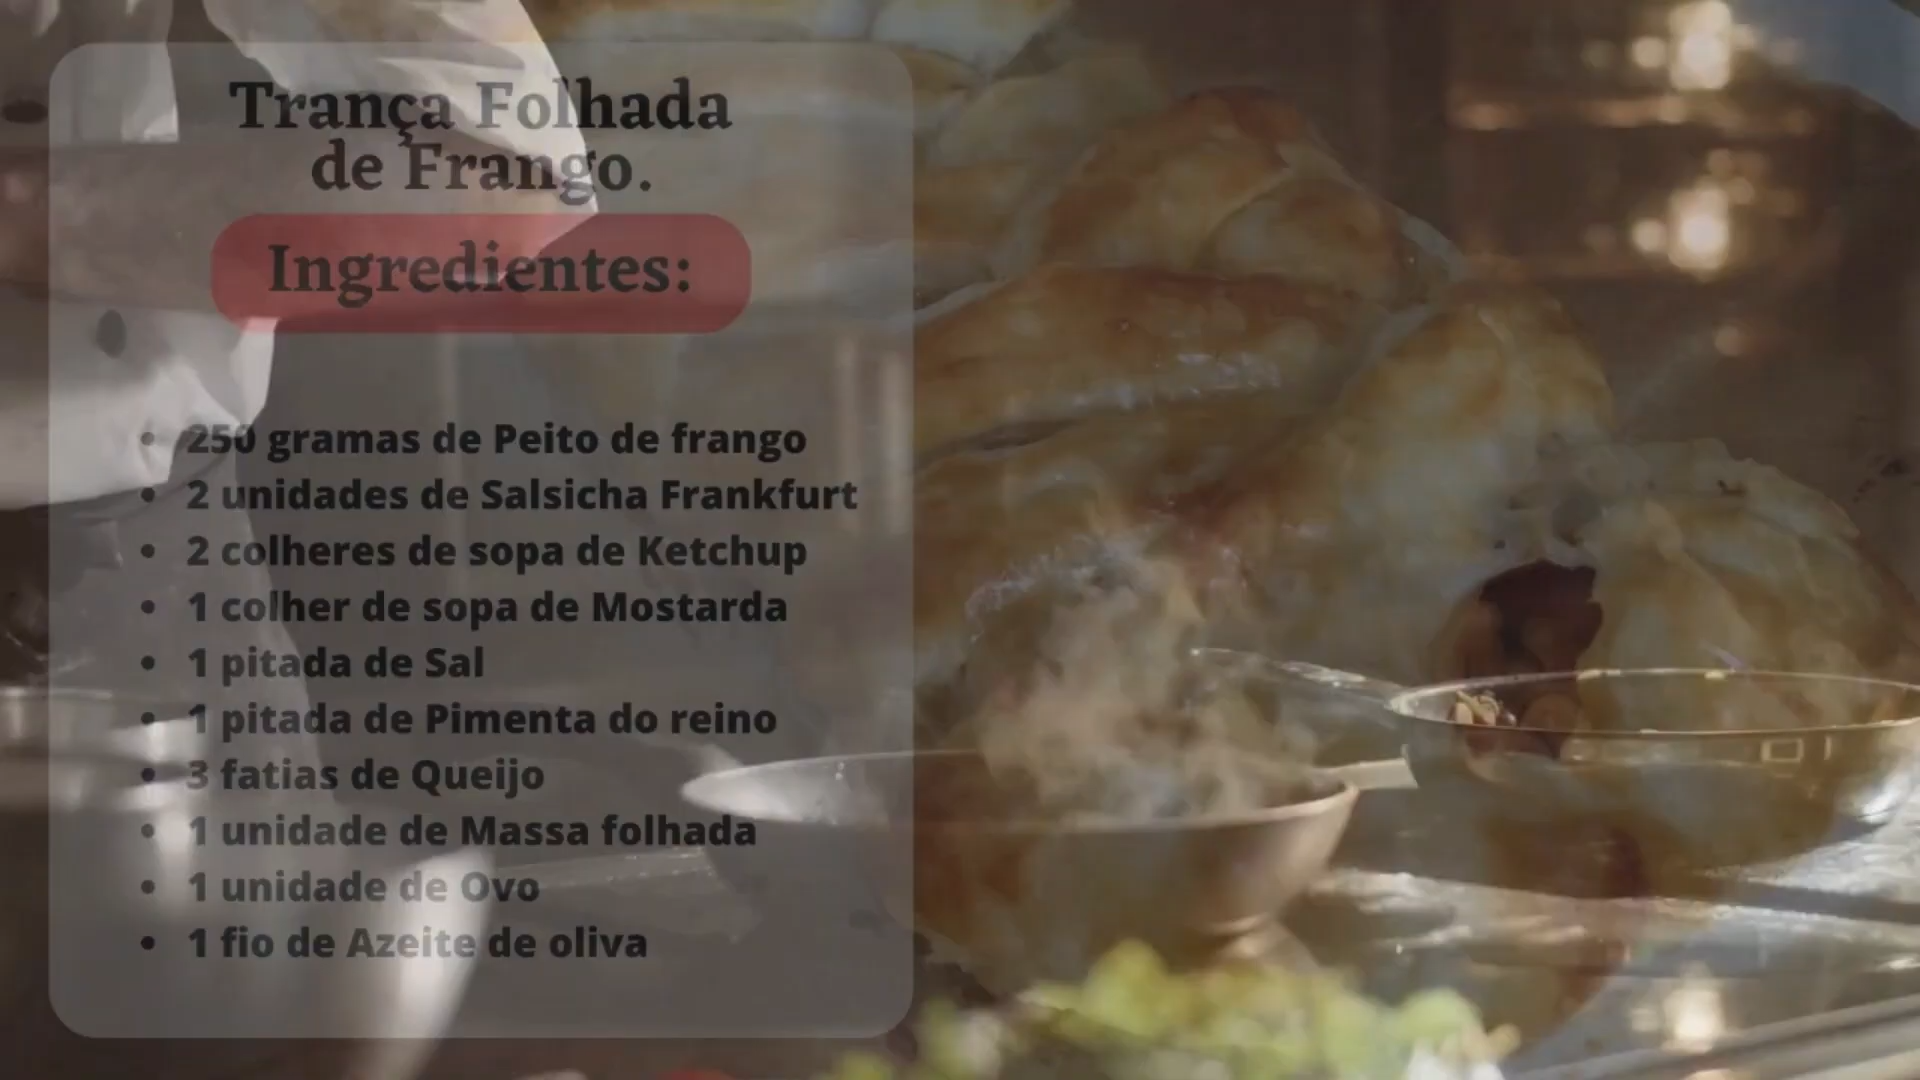 Trança Folhada
de Frango.
Ingredientes:
• 250 gramas de Peito de frango
• 2 unidades de Salsicha Frankfurt
• 2 colheres de sopa de Ketchup
• 1 colher de sopa de Mostarda
• 1 pitada de Sal
• 1 pitada de Pimenta do reino
• 3 fatias de Queijo
• 1 unidade de Massa folhada
• 1 unidade de Ovo
• 1 fio de Azeite de oliva